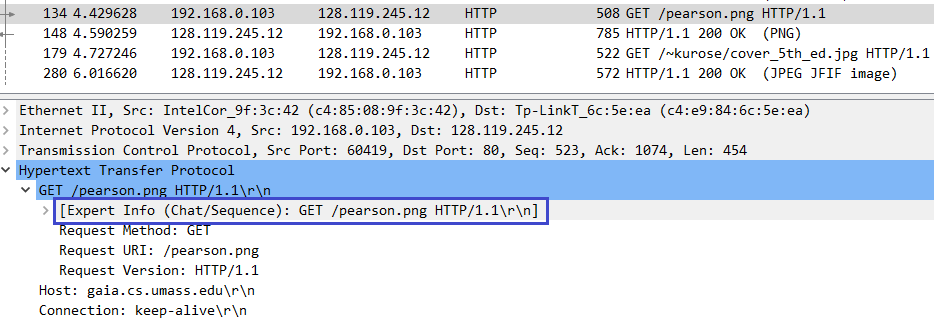 134 4.429628 192.168.0.103 128.119.245.12 HTTP 508 GET /pearson.png HTTP/1.1
148 4.590259 128.119.245.12 192.168.0.103 HTTP 785 HTTP/1.1 200 OK (PNG)
179 4.727246 192.168.0.103 128.119.245.12 HTTP 522 GET /~kurose/cover_5th_ed.jpg HTTP/1.1
280 6.016620 128.119.245.12 192.168.0.103 HTTP 572 HTTP/1.1 200 OK (JPEG JFIF image)
Ethernet II, Src: IntelCor_9f:3c:42 (c4:85:08:9f:3c:42), Dst: Tp-LinkT_6c:5e:ea (c4:e9:84:6c:5e:ea)
Internet Protocol Version 4, Src: 192.168.0.103, Dst: 128.119.245.12
Transmission Control Protocol, Src Port: 60419, Dst Port: 80, Seq: 523, Ack: 1074, Len: 454
Hypertext Transfer Protocol
GET /pearson.png HTTP/1.1\r\n
[Expert Info (Chat/Sequence): GET /pearson.png HTTP/1.1\r\n]
Request Method: GET
Request URI: /pearson.png
Request Version: HTTP/1.1
Host: gaia.cs.umass.edu\r\n
Connection: keep-alive\r\n